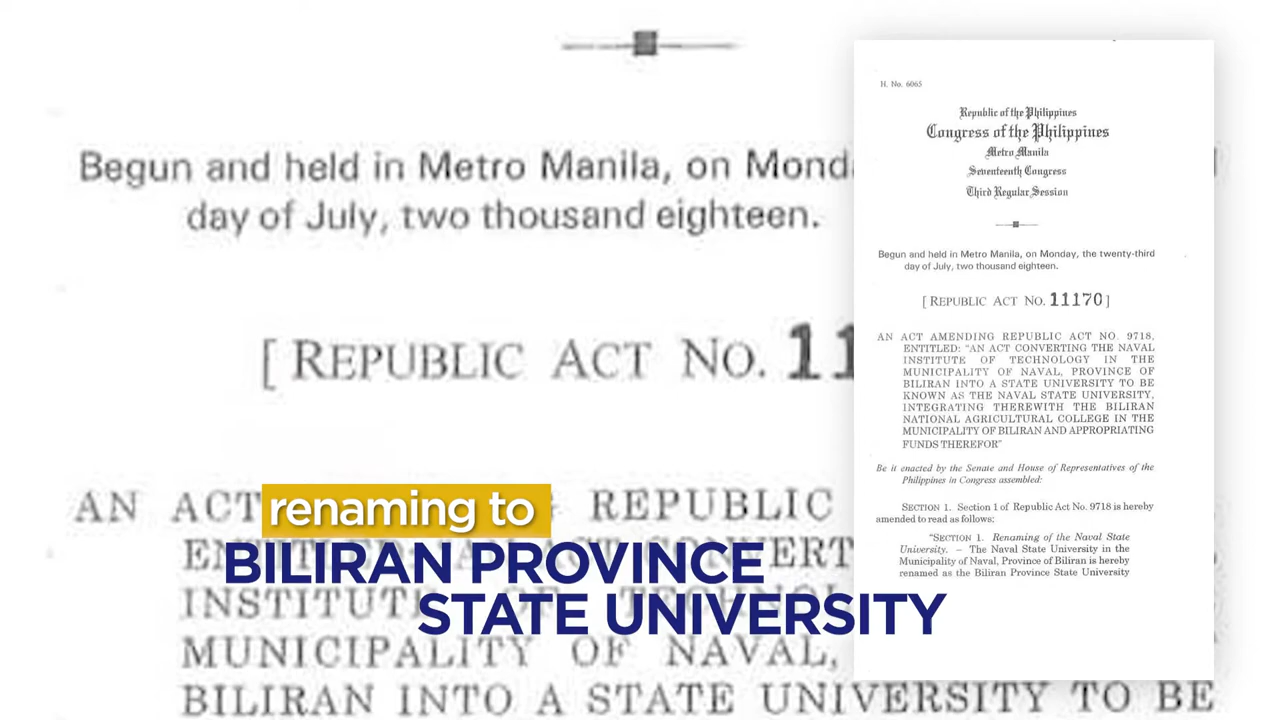 Begun and held in Metro Manila, on Mond
day of July, two thousand eighteen.
[ REPUBLIC ACT NO. 11
AN ACT REPUBLIC
renaming to
BILIRAN PROVINCE
STATE UNIVERSITY
MUNICIPALITY OF NAVAL,
BILIRAN INTO A STATE UNIVERSITY TO BE
H. No. 6065
Republic of the Philippines
Congress of the Philippines
Metro Manila
Seventeenth Congress
Third Regular Session
Begun and held in Metro Manila, on Monday, the twenty-third
day of July, two thousand eighteen.
[ REPUBLIC ACT NO. 11170 ]
AN ACT AMENDING REPUBLIC ACT NO. 9718,
ENTITLED: “AN ACT CONVERTING THE NAVAL
INSTITUTE OF TECHNOLOGY IN THE
MUNICIPALITY OF NAVAL, PROVINCE OF
BILIRAN INTO A STATE UNIVERSITY TO BE
KNOWN AS THE NAVAL STATE UNIVERSITY,
INTEGRATING THEREWITH THE BILIRAN
NATIONAL AGRICULTURAL COLLEGE IN THE
MUNICIPALITY OF BILIRAN AND APPROPRIATING
FUNDS THEREFOR”
Be it enacted by the Senate and House of Representatives of the
Philippines in Congress assembled:
SECTION 1. Section 1 of Republic Act No. 9718 is hereby
amended to read as follows:
“SECTION 1. Renaming of the Naval State
University. – The Naval State University in the
Municipality of Naval, Province of Biliran is hereby
renamed as the Biliran Province State University